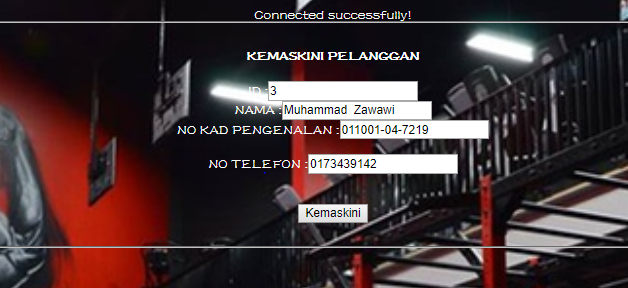 Connected successfully!
KEMASKINI PELANGGAN
ID :3
NAMA :Muhammad Zawawi
NO KAD PENGENALAN :011001-04-7219
NO TELEFON :0173439142
Kemaskini